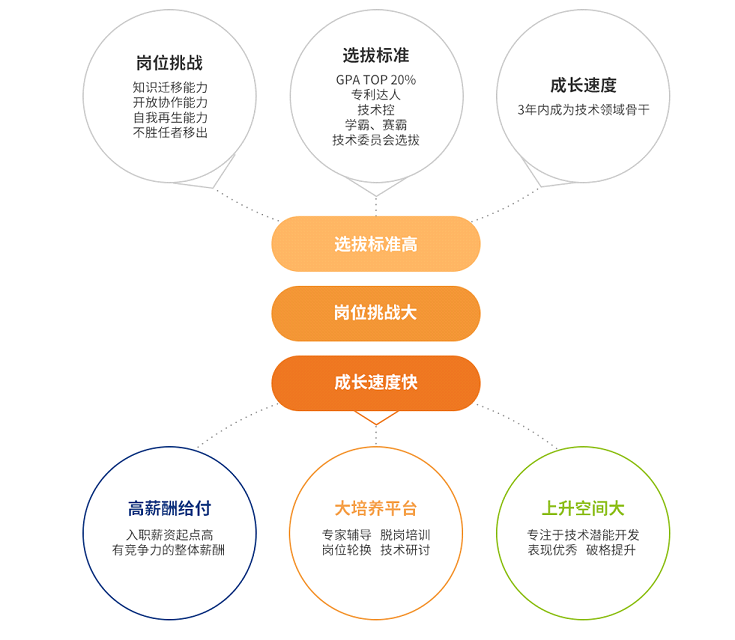 岗位挑战
知识迁移能力
开放协作能力
自我再生能力
不胜任者移出
选拔标准
GPA TOP 20%
专利达人
技术控
学霸、赛霸
技术委员会选拔
成长速度
3年内成为技术领域骨干
选拔标准高
岗位挑战大
成长速度快
高薪酬给付
入职薪资起点高
有竞争力的整体薪酬
大培养平台
专家辅导 脱岗培训
岗位轮换 技术研讨
上升空间大
专注于技术潜能开发
表现优秀 破格提升